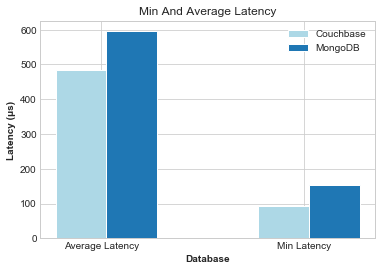 Min And Average Latency
Couchbase
MongoDB
Latency (µs)
600
500
400
300
200
100
0
Average Latency
Min Latency
Database